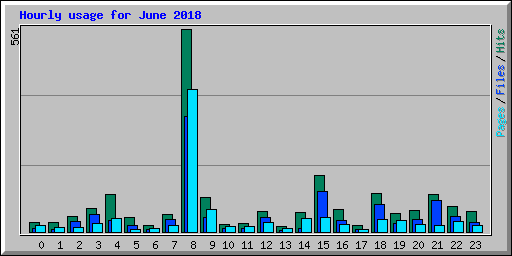 Hourly usage for June 2018
561
Pages / Files / Hits
0 1 2 3 4 5 6 7 8 9 10 11 12 13 14 15 16 17 18 19 20 21 22 23